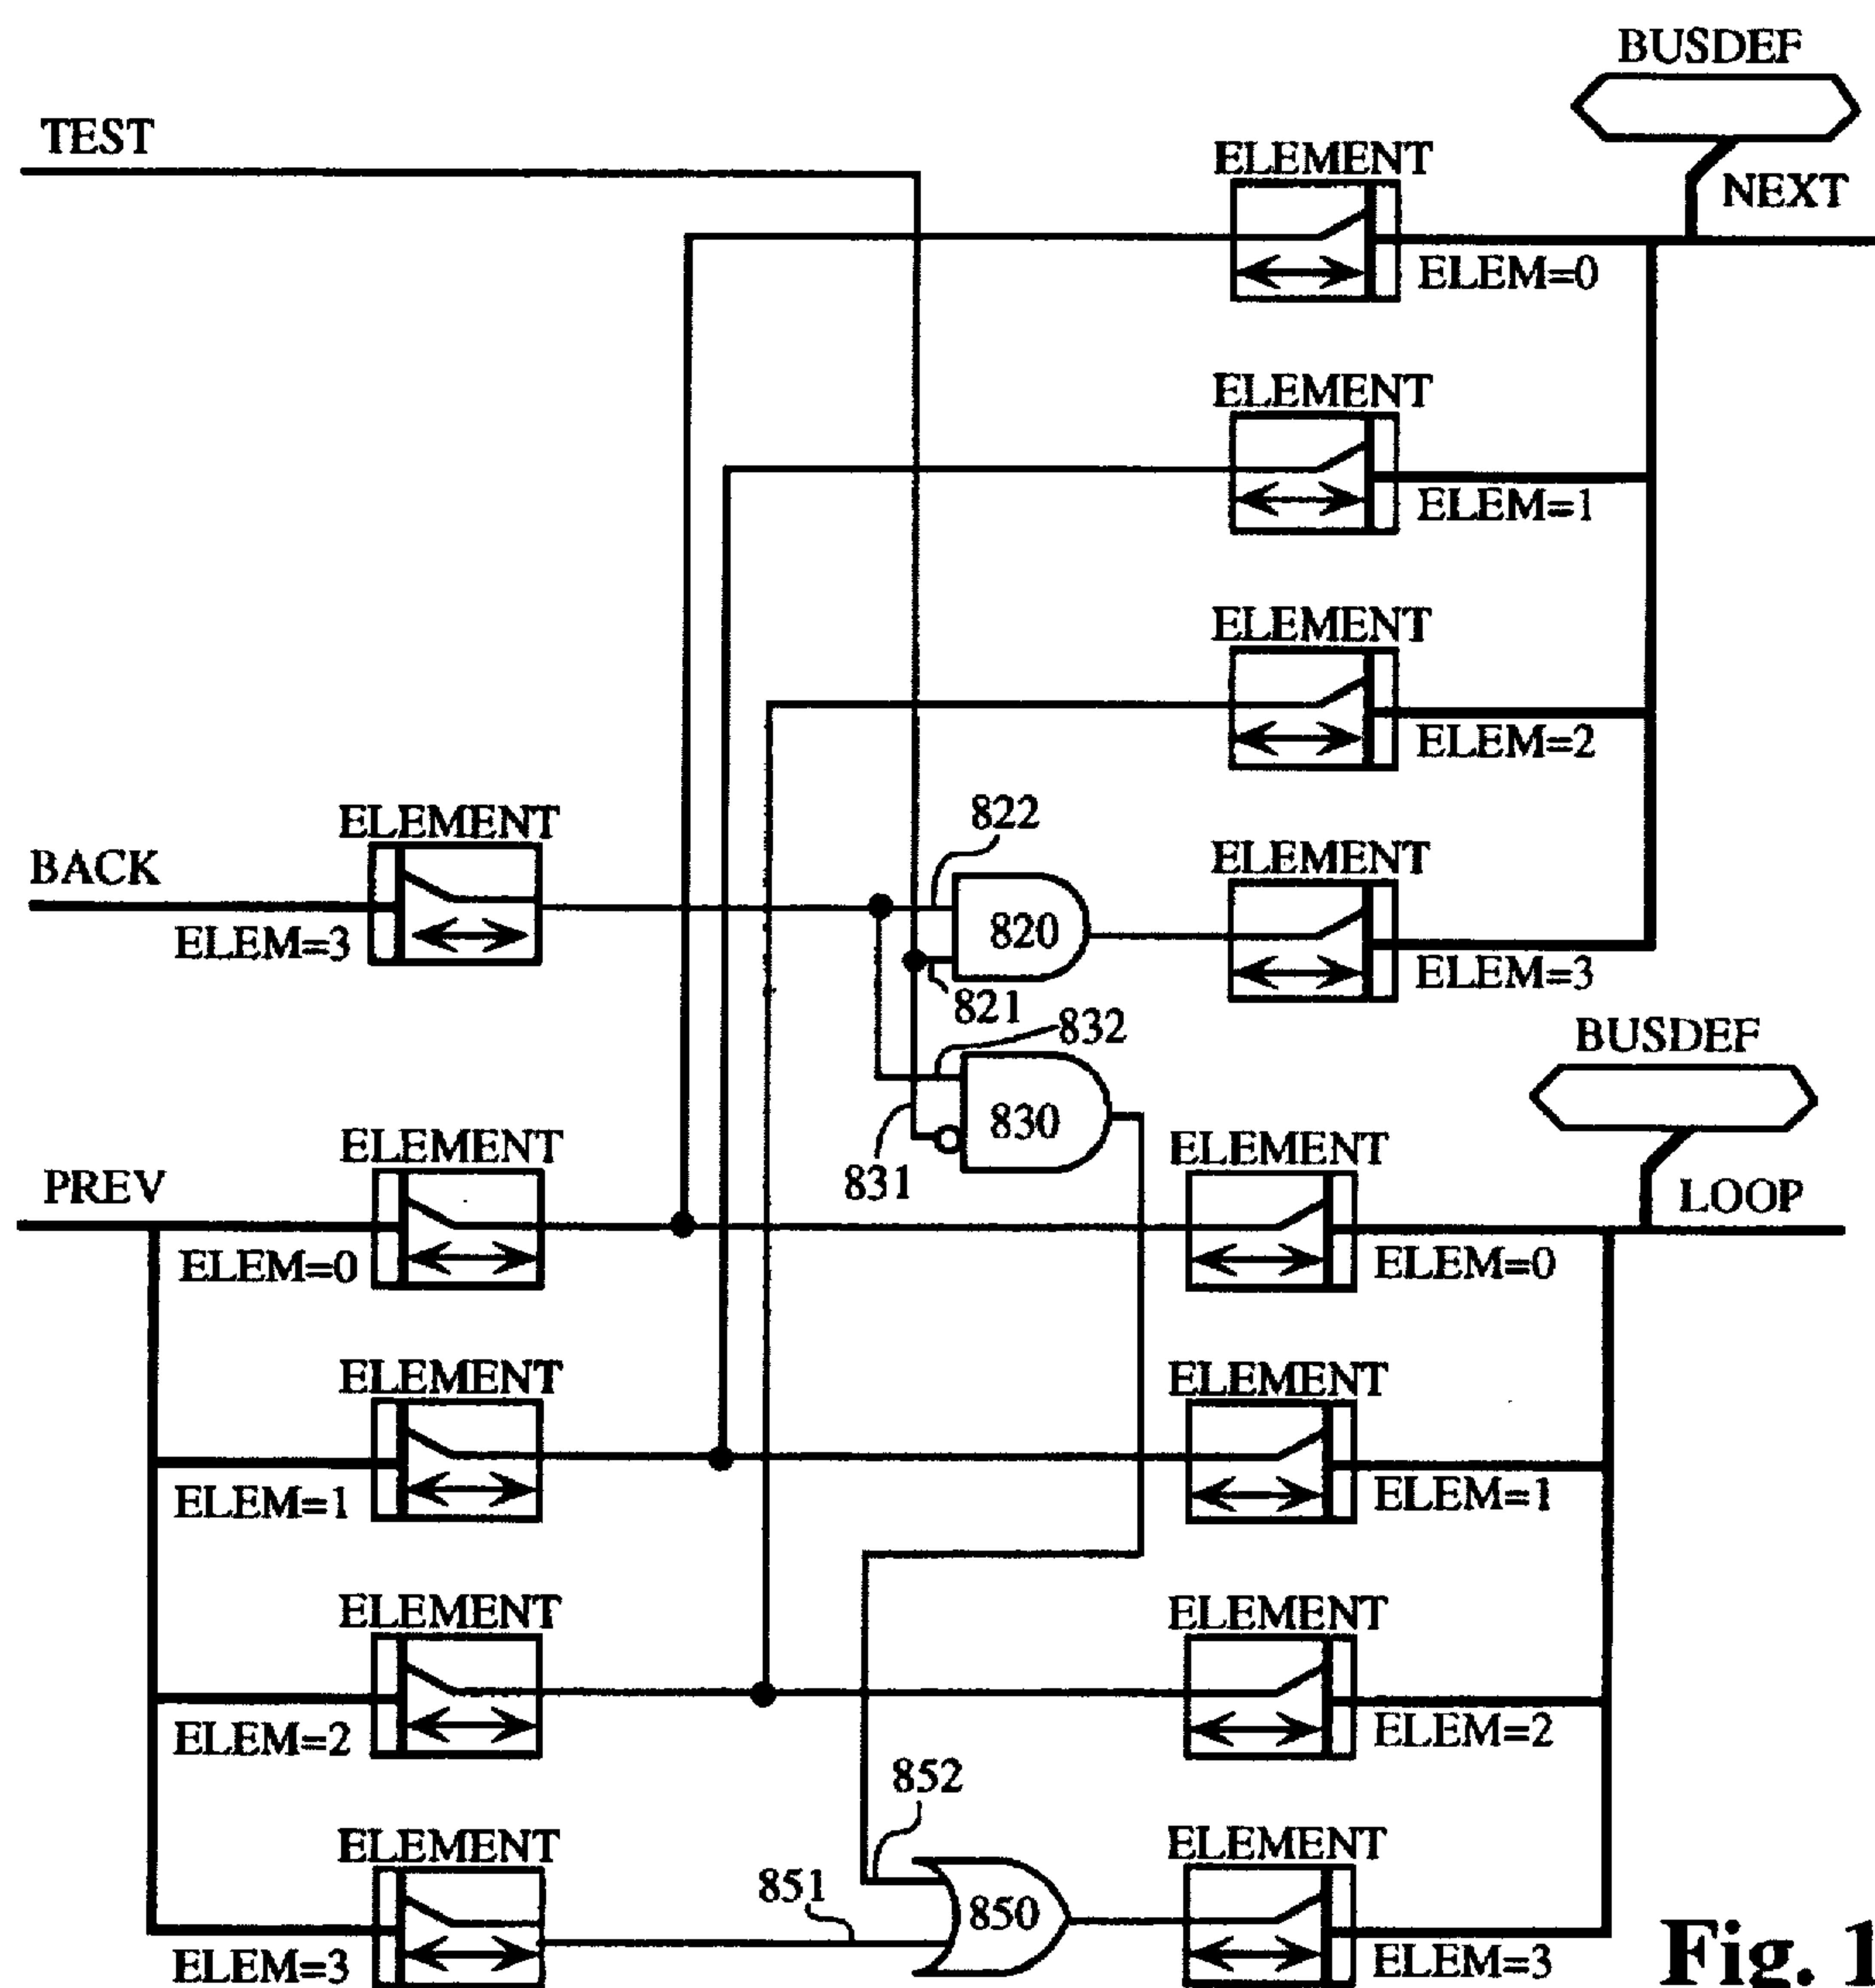 BUSDEF
TEST
ELEMENT
NEXT
ELEM=0
ELEMENT
ELEM=1
ELEMENT
ELEM=2
822
ELEMENT
ELEMENT
BACK
820
ELEM=3
ELEM=3
821
832
BUSDEF
830
ELEMENT
ELEMENT
831
PREV
LOOP
ELEM=0
ELEM=0
ELEMENT
ELEMENT
ELEM=1
ELEM=1
ELEMENT
ELEMENT
ELEM=2
ELEM=2
852
ELEMENT
ELEMENT
851
850
ELEM=3
ELEM=3
Fig. 1